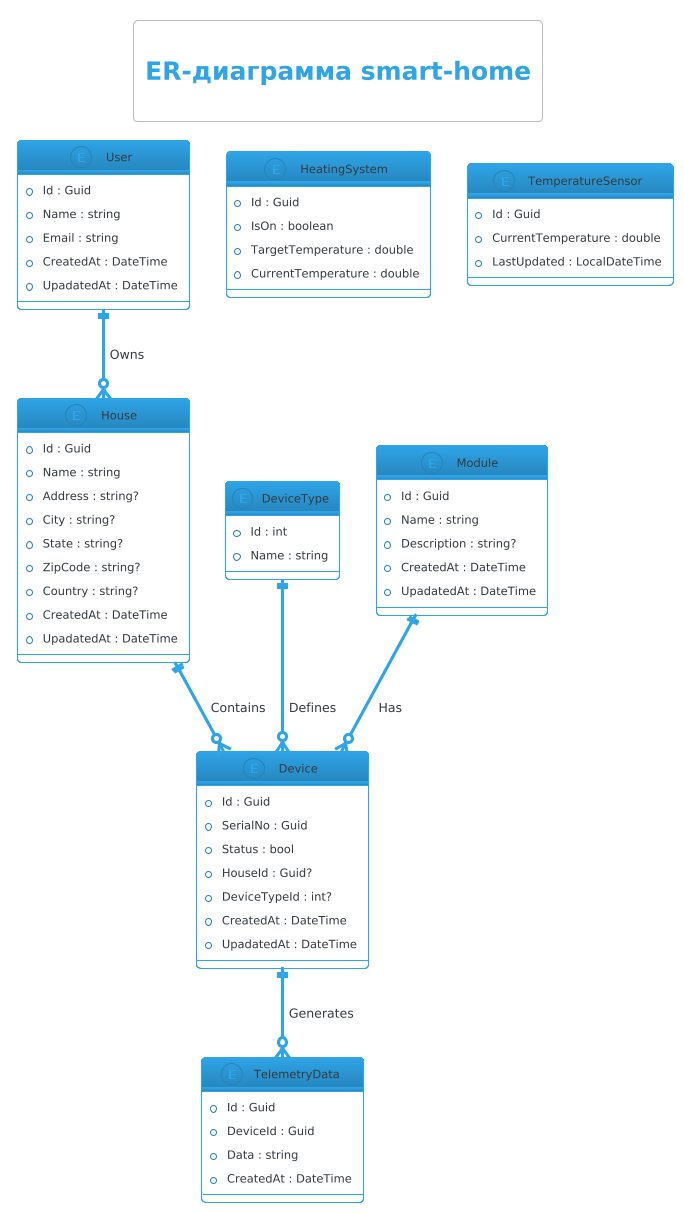 ER-диаграмма smart-home
E User
Id : Guid
Name : string
Email : string
CreatedAt : DateTime
UpadatedAt : DateTime
E HeatingSystem
Id : Guid
IsOn : boolean
TargetTemperature : double
CurrentTemperature : double
E TemperatureSensor
Id : Guid
CurrentTemperature : double
LastUpdated : LocalDateTime
Owns
E House
Id : Guid
Name : string
Address : string?
City : string?
State : string?
ZipCode : string?
Country : string?
CreatedAt : DateTime
UpadatedAt : DateTime
E DeviceType
Id : int
Name : string
E Module
Id : Guid
Name : string
Description : string?
CreatedAt : DateTime
UpadatedAt : DateTime
Contains
Defines
Has
E Device
Id : Guid
SerialNo : Guid
Status : bool
HouseId : Guid?
DeviceTypeId : int?
CreatedAt : DateTime
UpadatedAt : DateTime
Generates
E TelemetryData
Id : Guid
DeviceId : Guid
Data : string
CreatedAt : DateTime